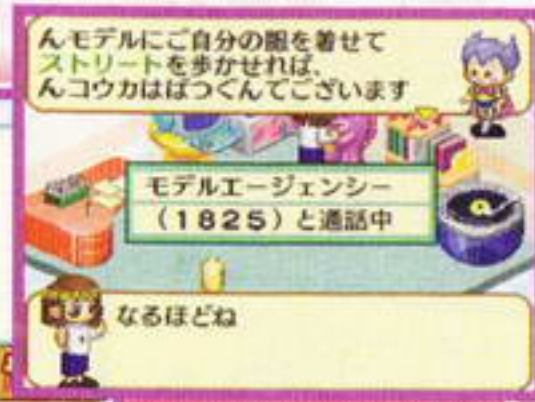 んモデルにご自分の服を着せて
ストリートを歩かせれば、
んコウカはばつぐんでございます
モデルエージェンシー
（1825）と通話中
なるほどね